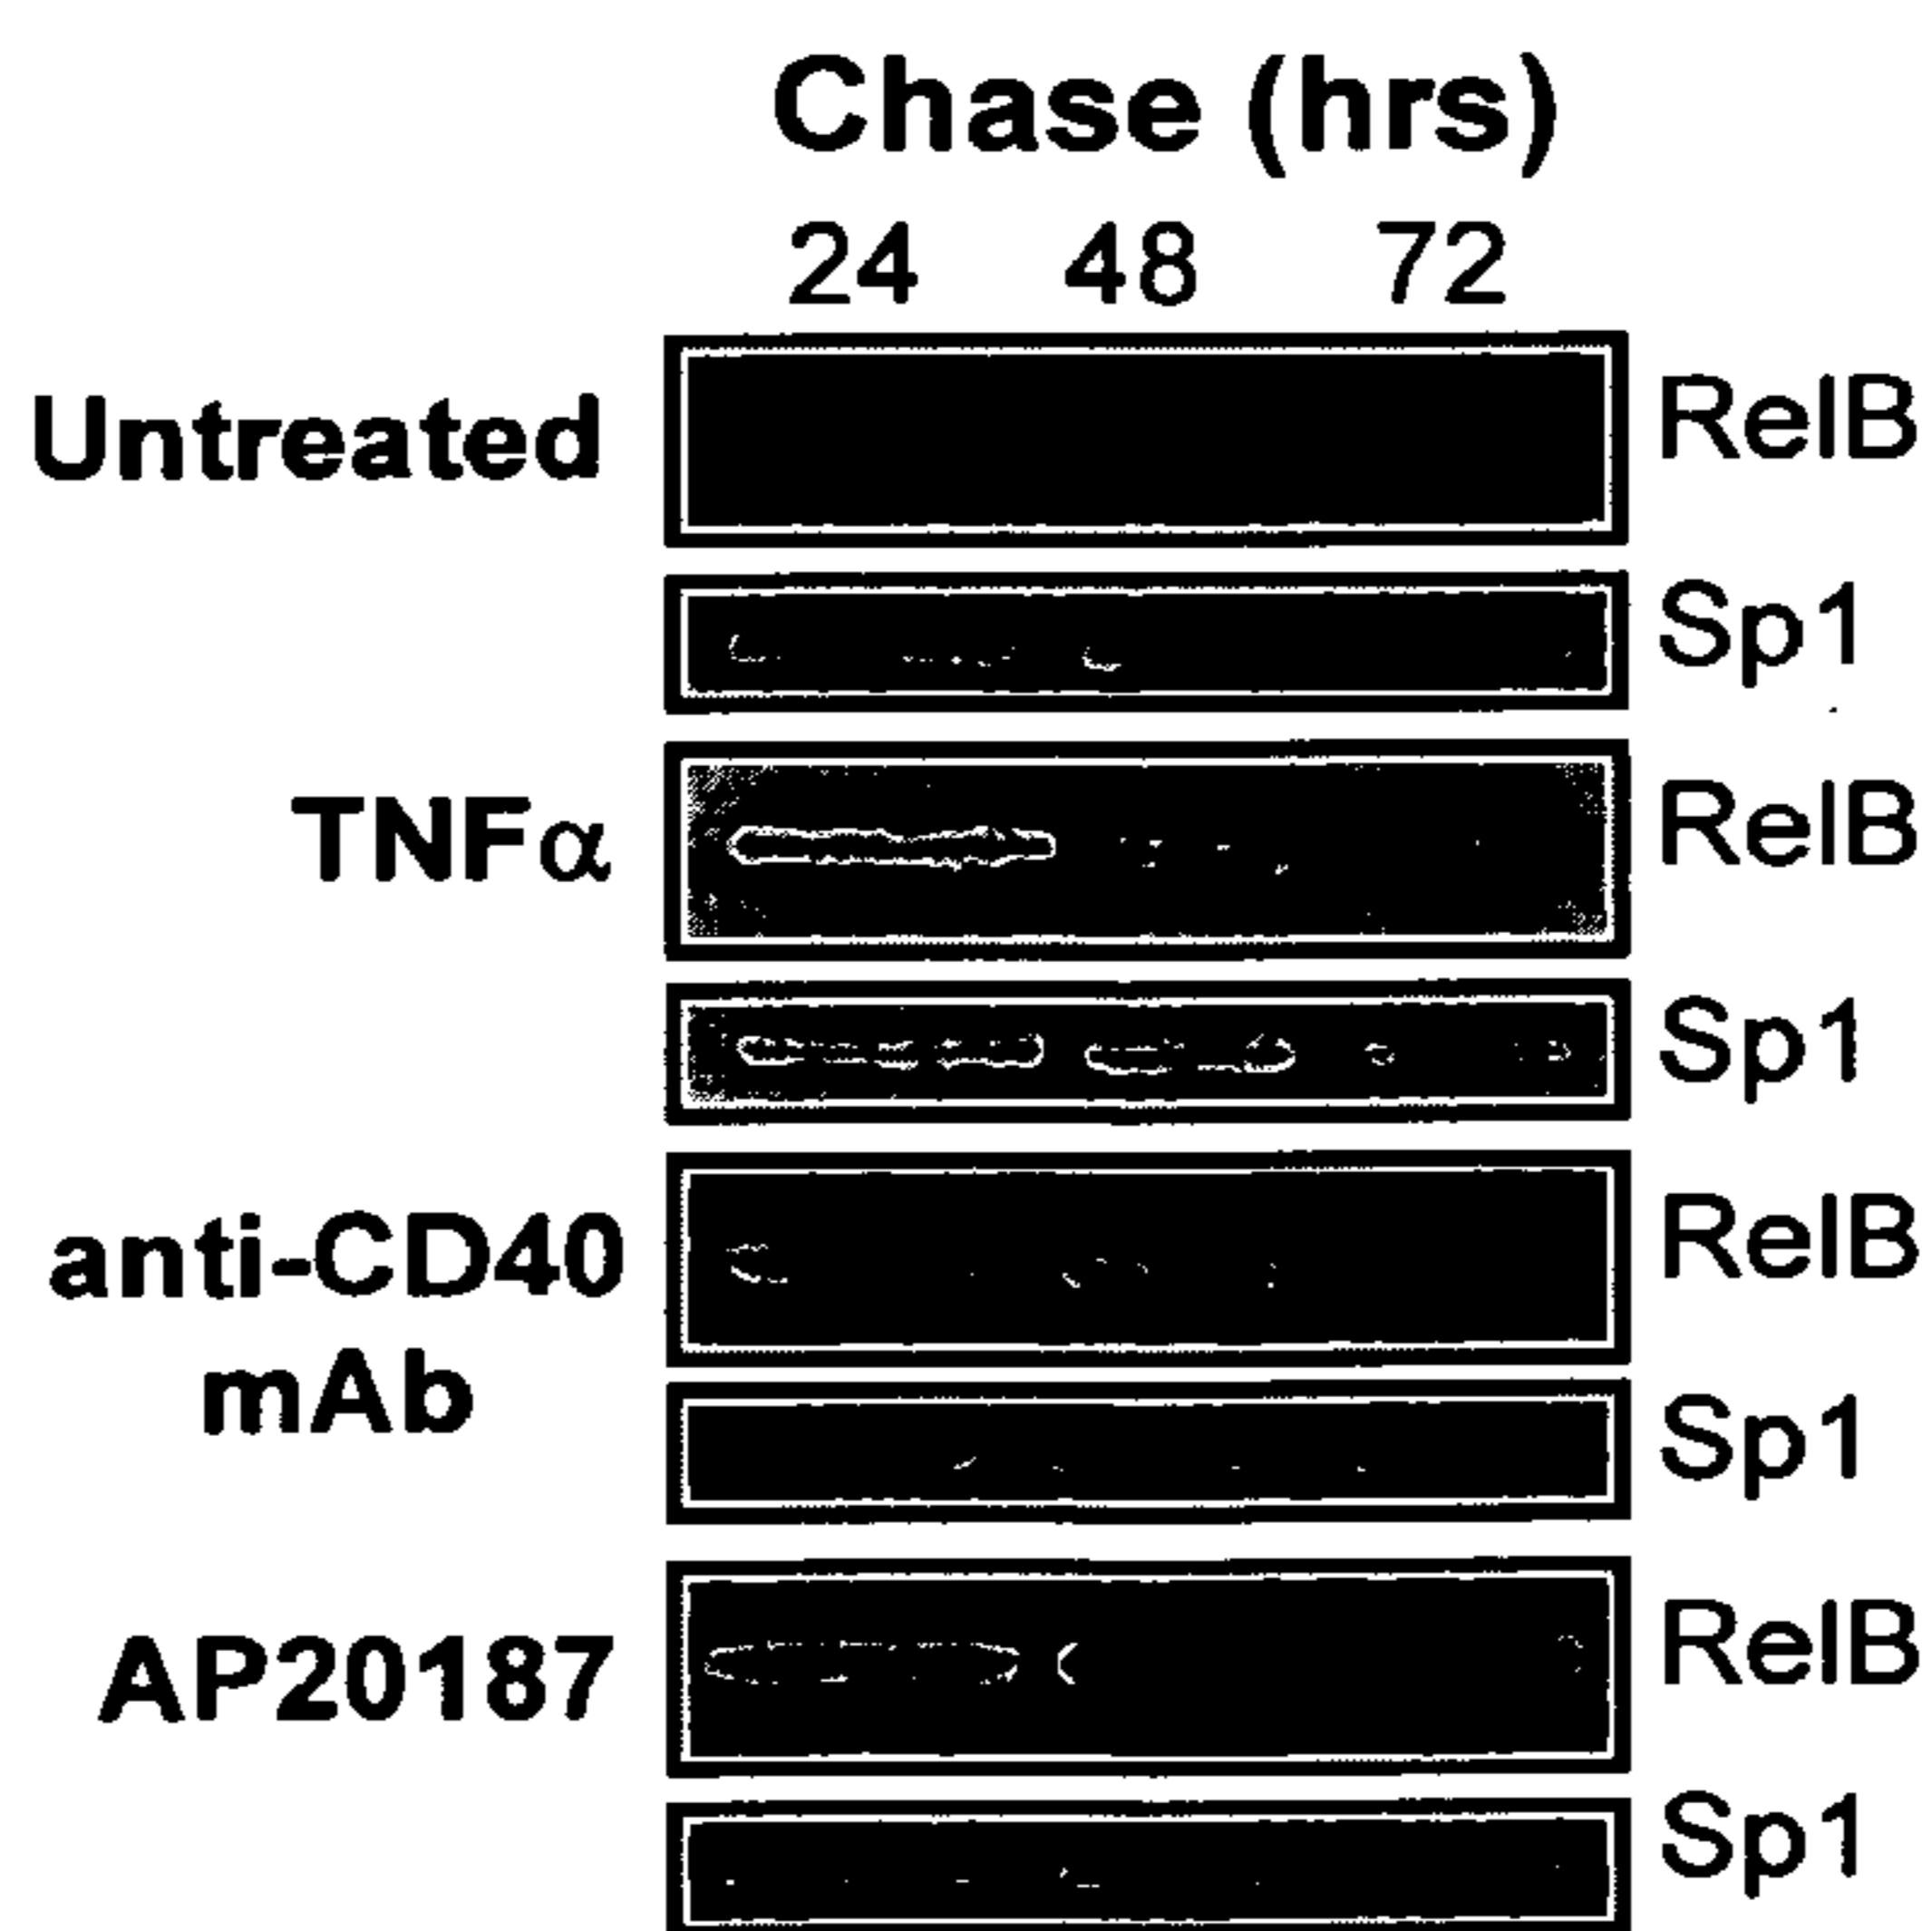 Chase (hrs)
24 48 72
Untreated RelB
Sp1
TNFα RelB
Sp1
anti-CD40 RelB
mAb Sp1
AP20187 RelB
Sp1